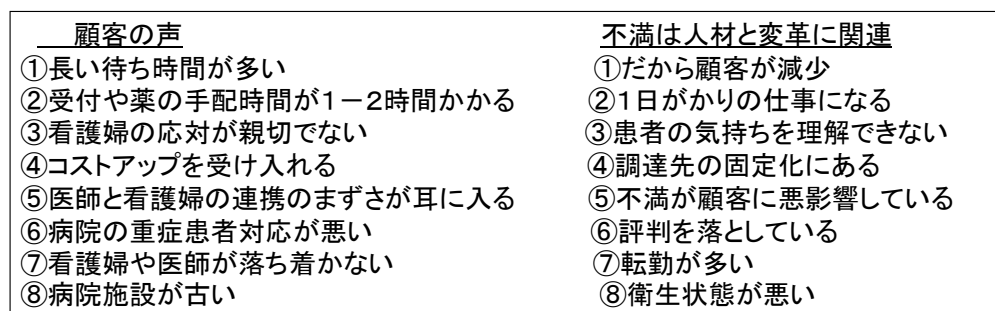 顧客の声 不満は人材と変革に関連
①長い待ち時間が多い ①だから顧客が減少
②受付や薬の手配時間が１－２時間かかる ②１日がかりの仕事になる
③看護婦の応対が親切でない ③患者の気持ちを理解できない
④コストアップを受け入れる ④調達先の固定化にある
⑤医師と看護婦の連携のまずさが耳に入る ⑤不満が顧客に悪影響している
⑥病院の重症患者対応が悪い ⑥評判を落としている
⑦看護婦や医師が落ち着かない ⑦転勤が多い
⑧病院施設が古い ⑧衛生状態が悪い